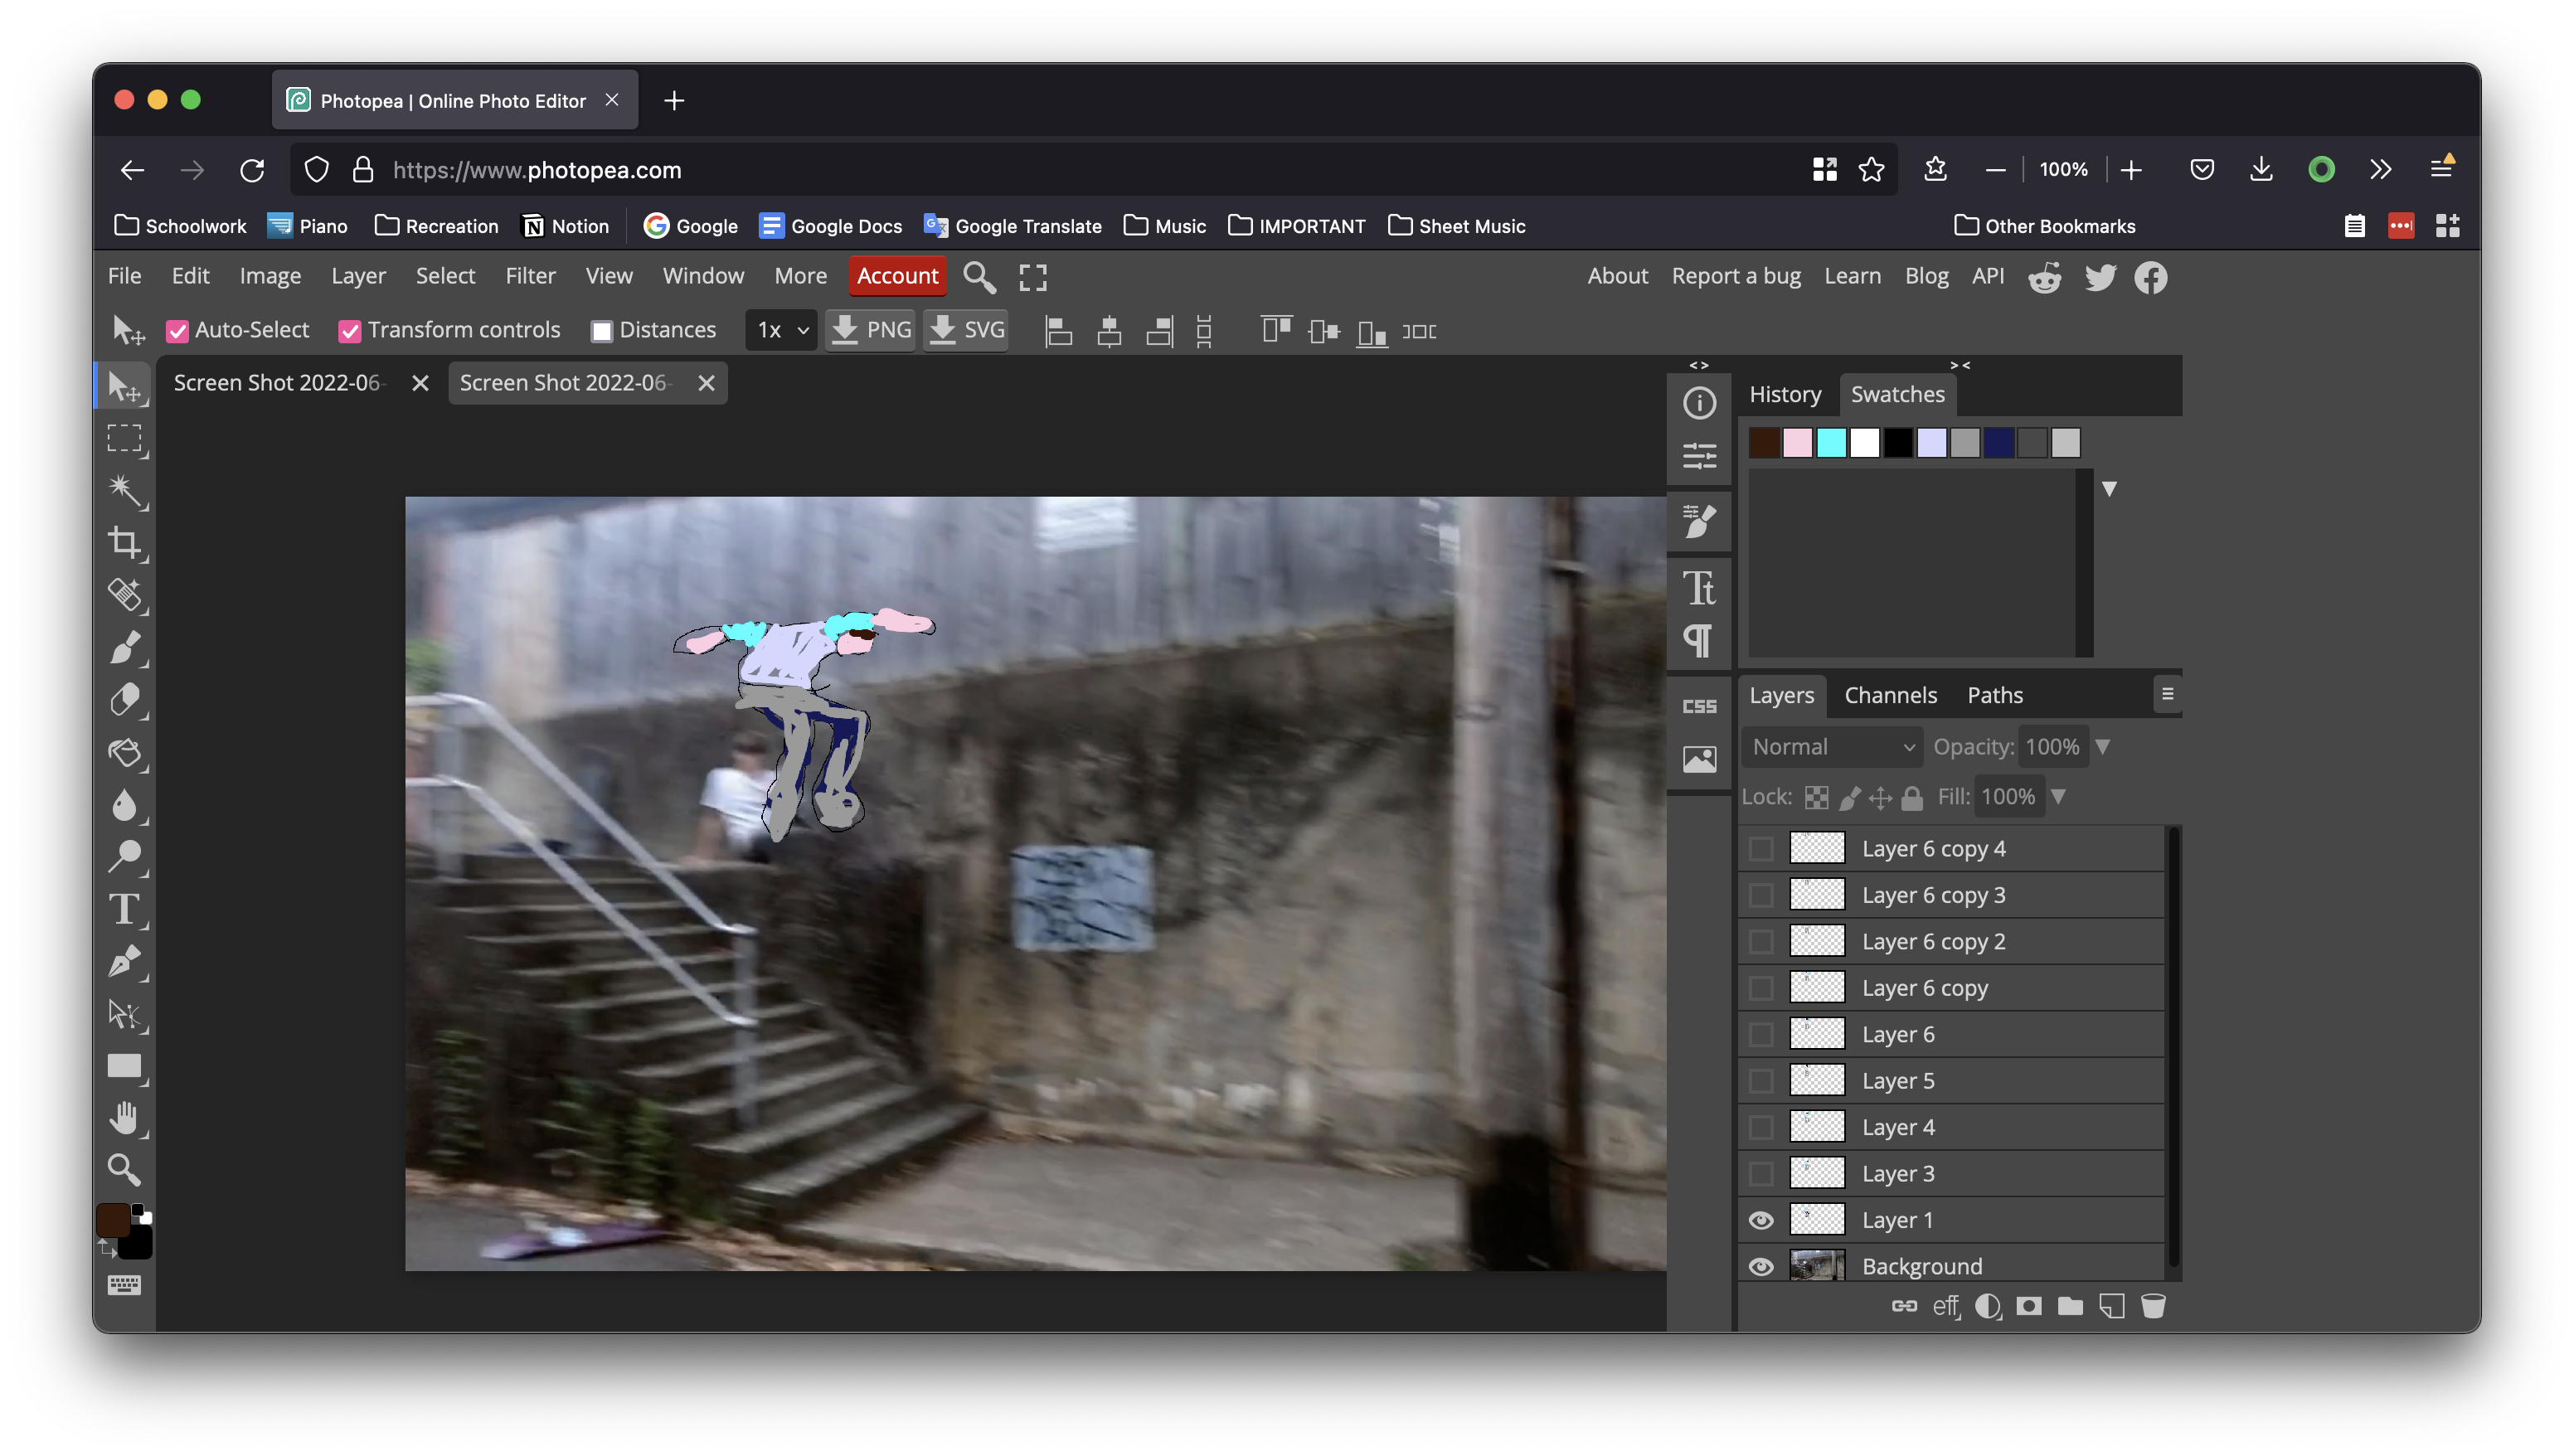 Photopea | Online Photo Editor
https://www.photopea.com
100%
Schoolwork Piano Recreation Notion Google Google Docs Google Translate Music IMPORTANT Sheet Music Other Bookmarks
File Edit Image Layer Select Filter View Window More Account About Report a bug Learn Blog API
Auto-Select Transform controls Distances 1x PNG SVG
Screen Shot 2022-06- Screen Shot 2022-06-
History Swatches
CSS
Layers Channels Paths
Normal Opacity: 100%
Lock: Fill: 100%
Layer 6 copy 4
Layer 6 copy 3
Layer 6 copy 2
Layer 6 copy
Layer 6
Layer 5
Layer 4
Layer 3
Layer 1
Background
eff